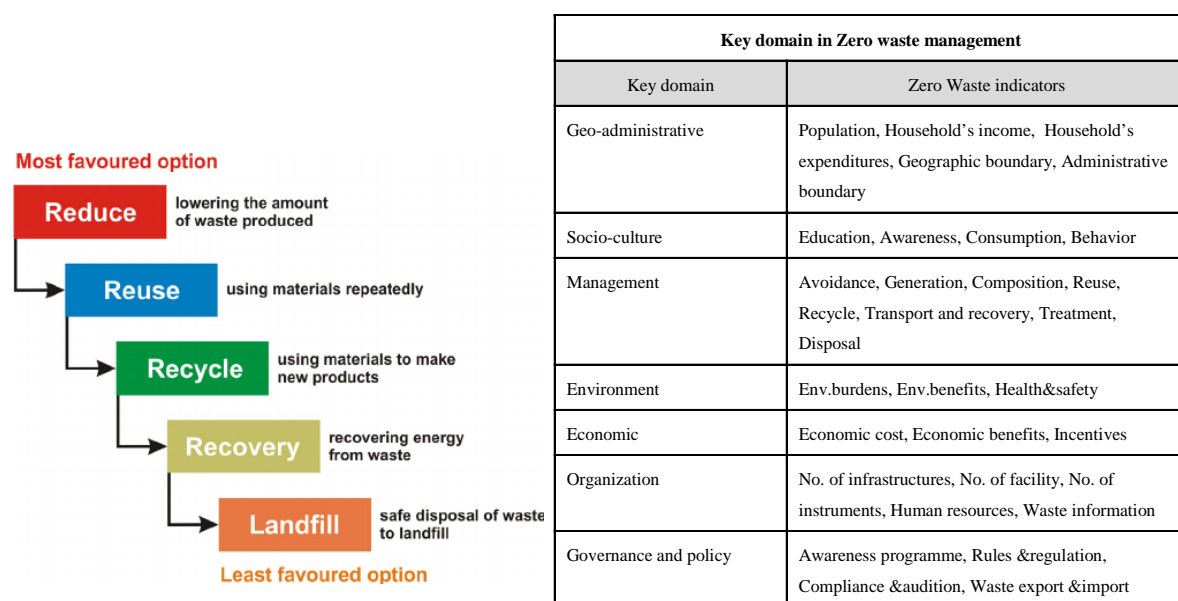 Most favoured option
Reduce
lowering the amount
of waste produced
Reuse
using materials repeatedly
Recycle
using materials to make
new products
Recovery
recovering energy
from waste
Landfill
safe disposal of waste
to landfill
Least favoured option
Key domain in Zero waste management
Key domain
Zero Waste indicators
Geo-administrative
Population, Household's income, Household's
expenditures, Geographic boundary, Administrative
boundary
Socio-culture
Education, Awareness, Consumption, Behavior
Management
Avoidance, Generation, Composition, Reuse,
Recycle, Transport and recovery, Treatment,
Disposal
Environment
Env.burdens, Env.benefits, Health&safety
Economic
Economic cost, Economic benefits, Incentives
Organization
No. of infrastructures, No. of facility, No. of
instruments, Human resources, Waste information
Governance and policy
Awareness programme, Rules &regulation,
Compliance &audition, Waste export &import